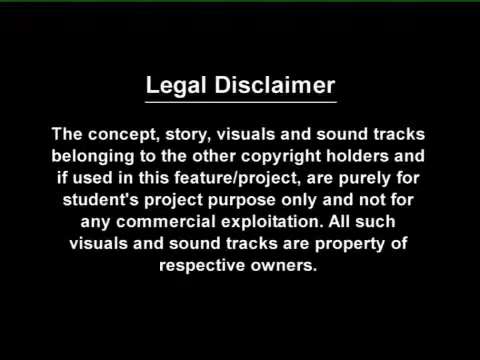 Legal Disclaimer
The concept, story, visuals and sound tracks
belonging to the other copyright holders and
if used in this feature/project, are purely for
student's project purpose only and not for
any commercial exploitation. All such
visuals and sound tracks are property of
respective owners.